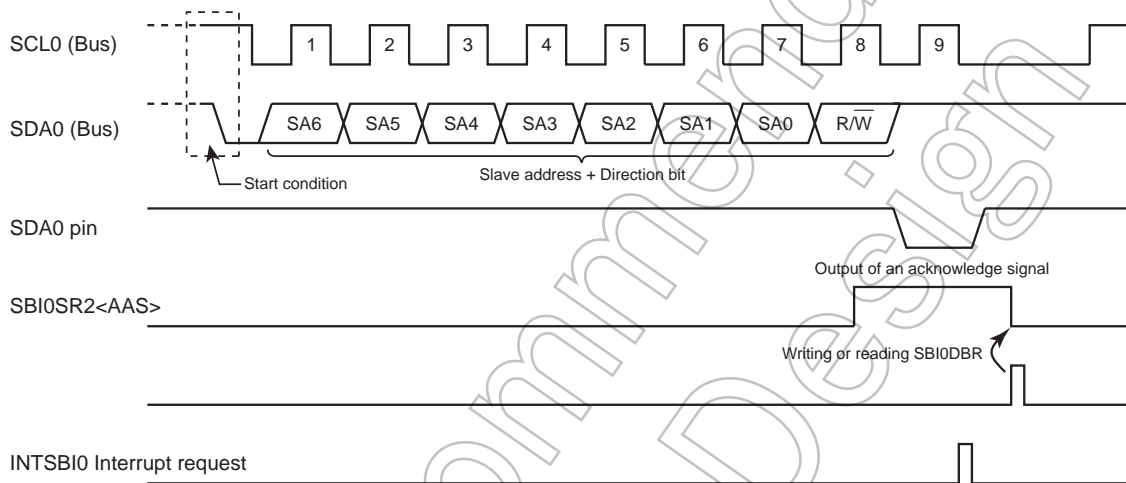 SCL0 (Bus)
1 2 3 4 5 6 7 8 9
SDA0 (Bus)
SA6 SA5 SA4 SA3 SA2 SA1 SA0 R/W̅
Start condition
Slave address + Direction bit
SDA0 pin
Output of an acknowledge signal
SBI0SR2<AAS>
Writing or reading SBI0DBR
INTSBI0 Interrupt request
ommend
Design